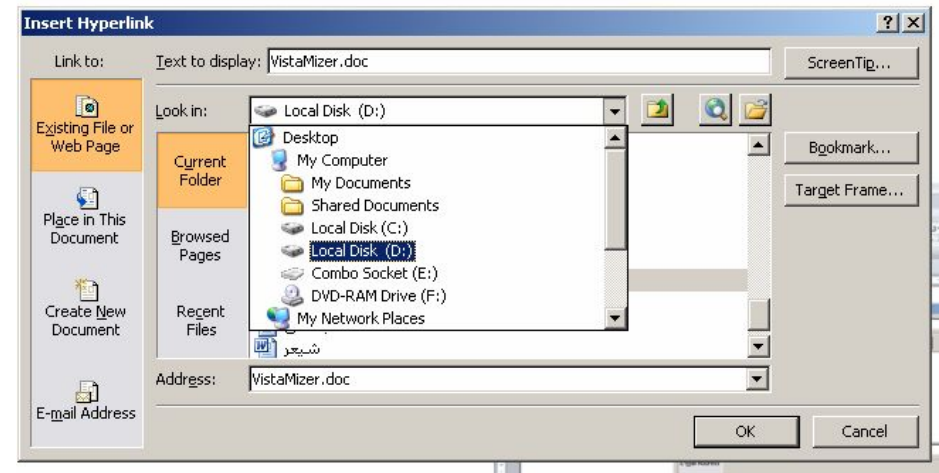 Insert Hyperlink
Link to:
Text to display: VistaMizer.doc
ScreenTip...
Existing File or
Web Page
Look in: Local Disk (D:)
Desktop
My Computer
My Documents
Shared Documents
Local Disk (C:)
Local Disk (D:)
Combo Socket (E:)
DVD-RAM Drive (F:)
My Network Places
شيعر
Current
Folder
Browsed
Pages
Recent
Files
Bookmark...
Target Frame...
Place in This
Document
Create New
Document
E-mail Address
Address: VistaMizer.doc
OK
Cancel